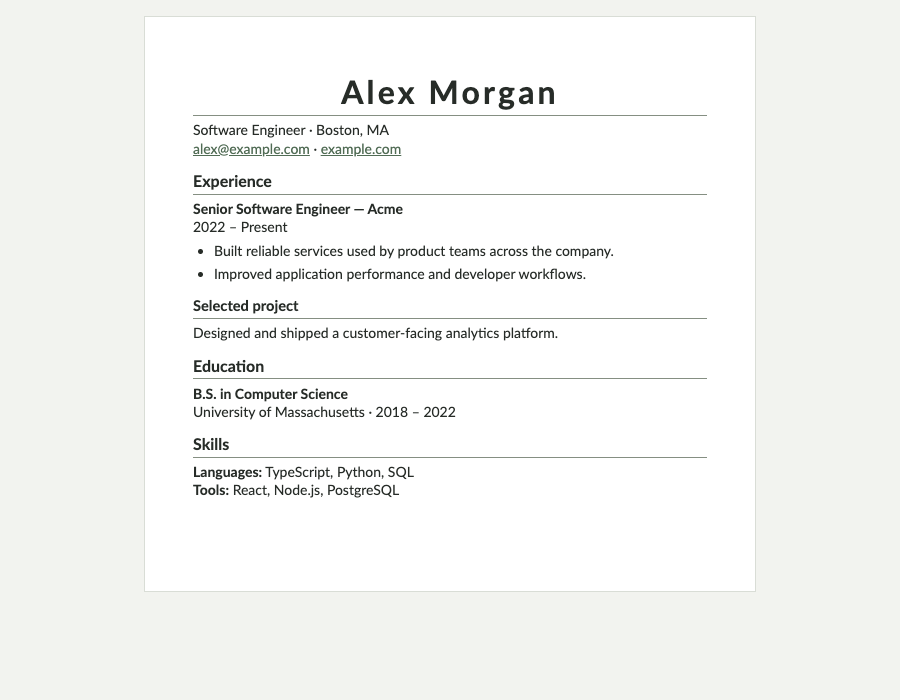 Alex Morgan
Software Engineer · Boston, MA
alex@example.com · example.com
Experience
Senior Software Engineer — Acme
2022 – Present
• Built reliable services used by product teams across the company.
• Improved application performance and developer workflows.
Selected project
Designed and shipped a customer-facing analytics platform.
Education
B.S. in Computer Science
University of Massachusetts · 2018 – 2022
Skills
Languages: TypeScript, Python, SQL
Tools: React, Node.js, PostgreSQL